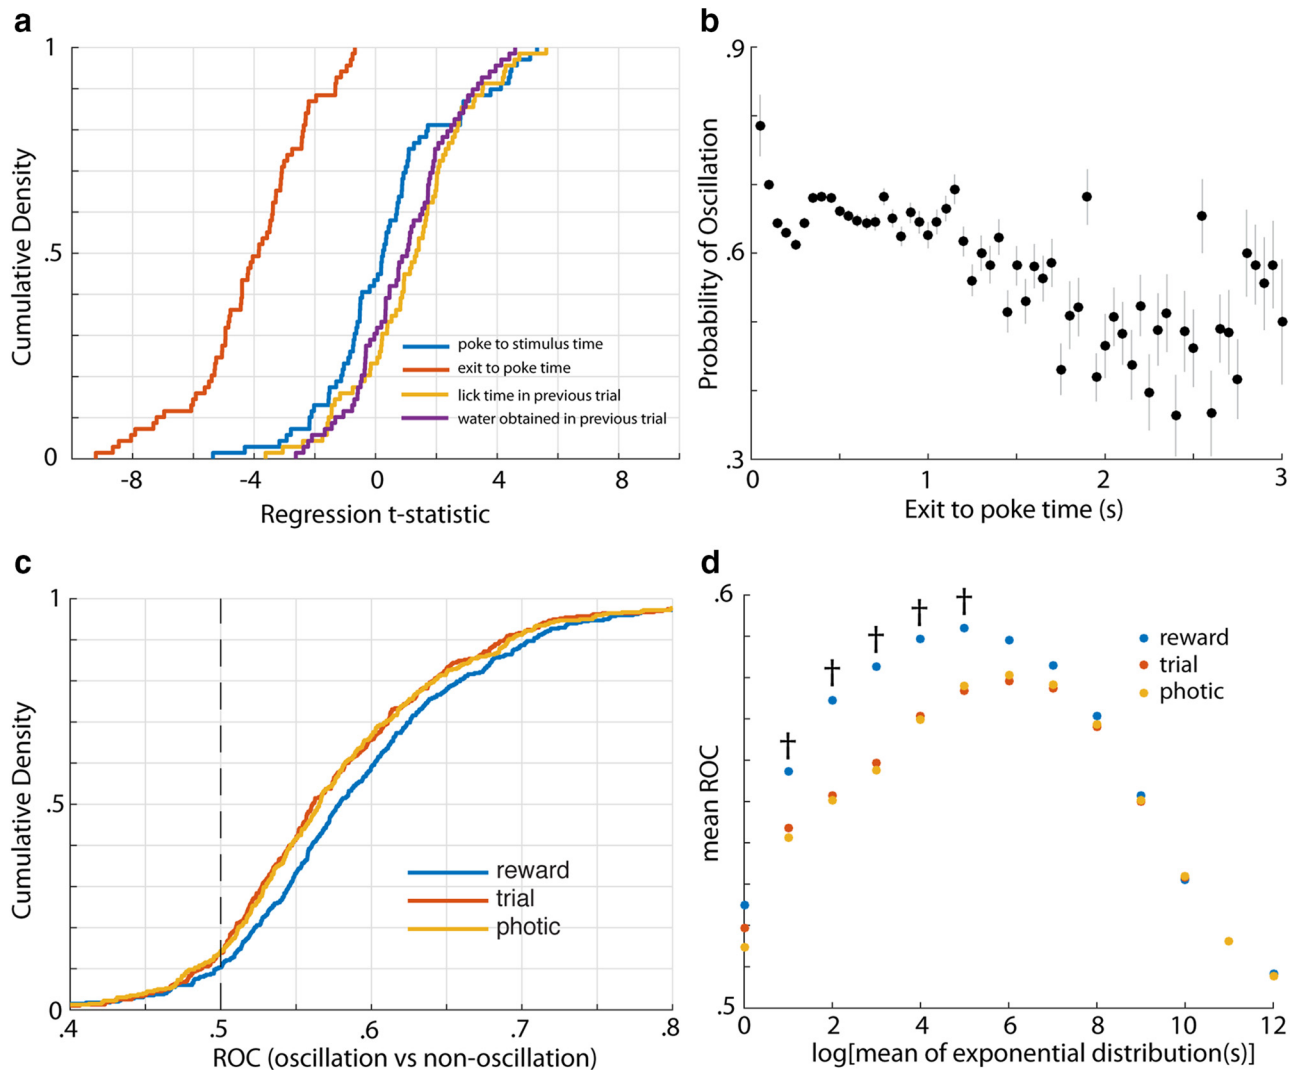 a
1
.5
0
Cumulative Density
-8 -4 0 4 8
Regression t-statistic
poke to stimulus time
exit to poke time
lick time in previous trial
water obtained in previous trial
b
.9
.6
.3
Probability of Oscillation
0 1 2 3
Exit to poke time (s)
c
1
.5
0
Cumulative Density
.4 .5 .6 .7 .8
ROC (oscillation vs non-oscillation)
reward
trial
photic
d
.6
.5
mean ROC
† † † † †
reward
trial
photic
0 2 4 6 8 10 12
log[mean of exponential distribution(s)]